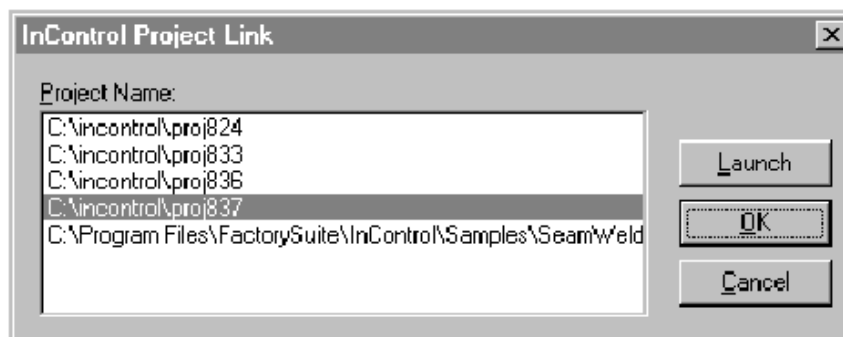 InControl Project Link
Project Name:
C:\incontrol\proj824
C:\incontrol\proj833
C:\incontrol\proj836
C:\incontrol\proj837
C:\Program Files\FactorySuite\InControl\Samples\SeamWeld
Launch
OK
Cancel